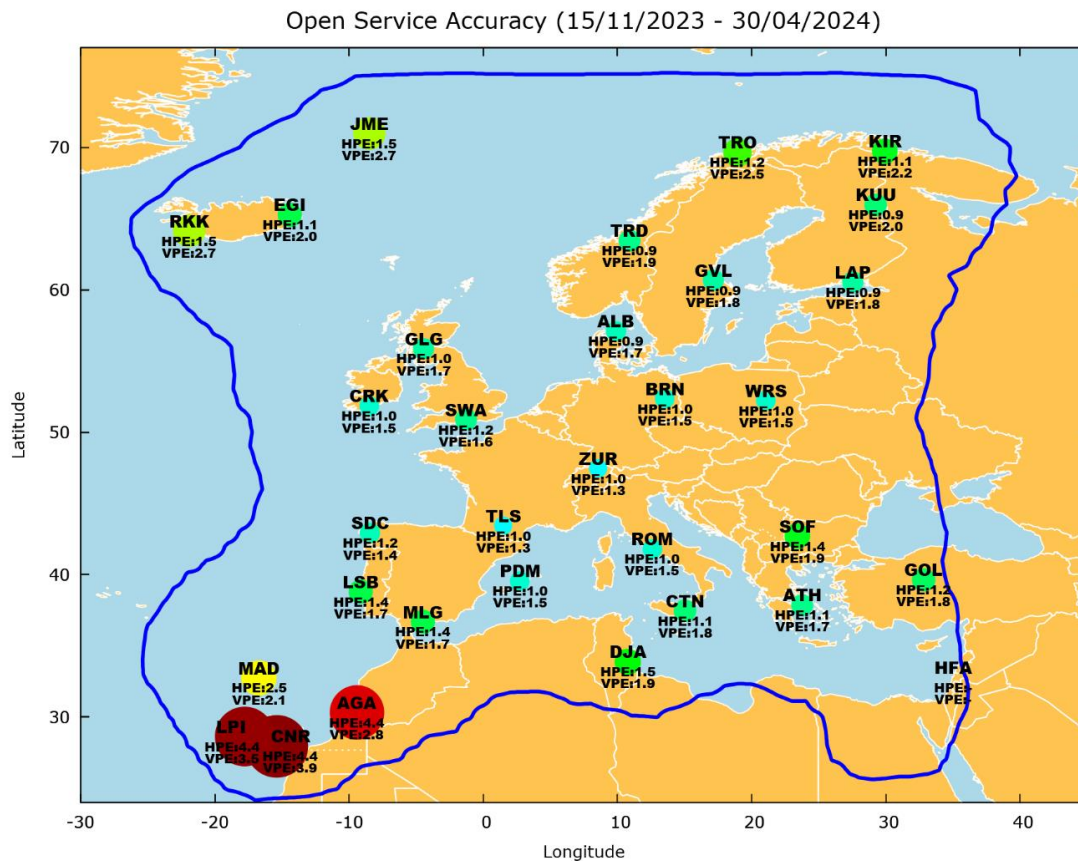 Open Service Accuracy (15/11/2023 - 30/04/2024)
Latitude
70
60
50
40
30
JME
HPE:1.5
VPE:2.7
TRO
HPE:1.2
VPE:2.5
KIR
HPE:1.1
VPE:2.2
KUU
HPE:0.9
VPE:2.0
EGI
HPE:1.1
VPE:2.0
RKK
HPE:1.5
VPE:2.7
TRD
HPE:0.9
VPE:1.9
GVL
HPE:0.9
VPE:1.8
LAP
HPE:0.9
VPE:1.8
ALB
HPE:0.9
VPE:1.7
GLG
HPE:1.0
VPE:1.7
CRK
HPE:1.0
VPE:1.5
SWA
HPE:1.2
VPE:1.6
BRN
HPE:1.0
VPE:1.5
WRS
HPE:1.0
VPE:1.5
ZUR
HPE:1.0
VPE:1.3
SDC
HPE:1.2
VPE:1.4
TLS
HPE:1.0
VPE:1.3
ROM
HPE:1.0
VPE:1.5
SOF
HPE:1.4
VPE:1.9
LSB
HPE:1.4
VPE:1.7
PDM
HPE:1.0
VPE:1.5
GOL
HPE:1.2
VPE:1.8
MLG
HPE:1.4
VPE:1.7
CTN
HPE:1.1
VPE:1.8
ATH
HPE:1.1
VPE:1.7
DJA
HPE:1.5
VPE:1.9
HFA
HPE:-
VPE:-
MAD
HPE:2.5
VPE:2.1
AGA
HPE:4.4
VPE:2.8
LPI
HPE:4.4
VPE:3.5
CNR
HPE:4.4
VPE:3.9
-30 -20 -10 0 10 20 30 40
Longitude